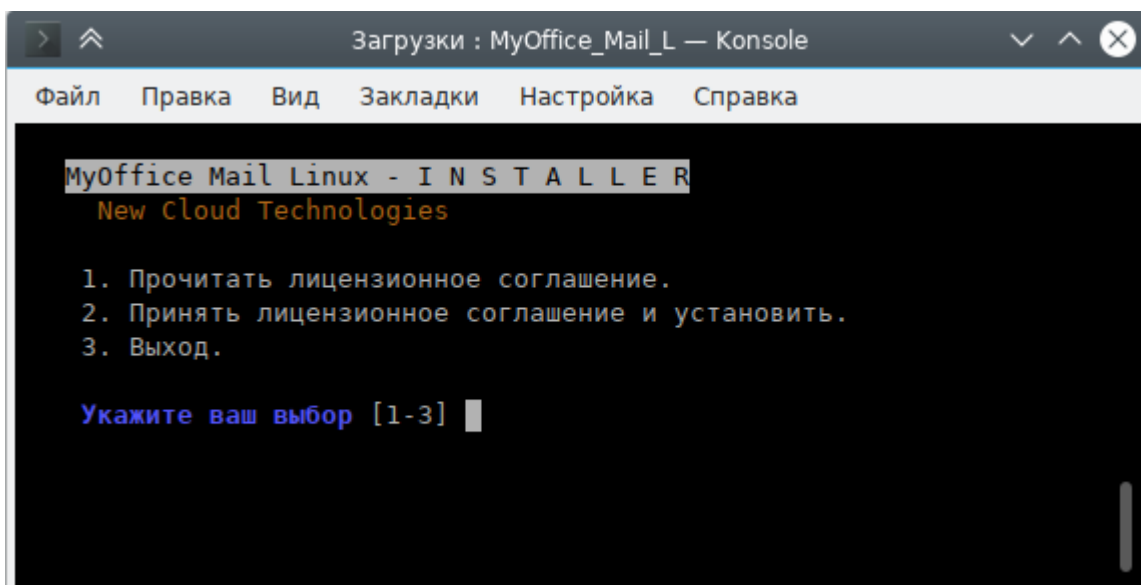 Загрузки : MyOffice_Mail_L — Konsole
Файл Правка Вид Закладки Настройка Справка
MyOffice Mail Linux - I N S T A L L E R
New Cloud Technologies
1. Прочитать лицензионное соглашение.
2. Принять лицензионное соглашение и установить.
3. Выход.
Укажите ваш выбор [1-3]